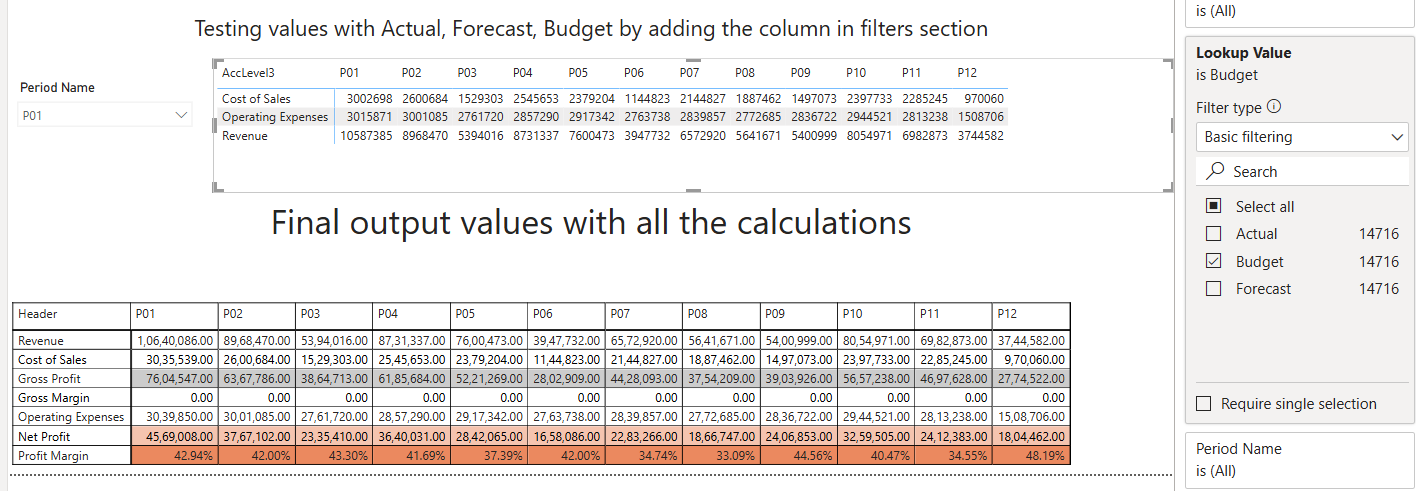 Testing values with Actual, Forecast, Budget by adding the column in filters section
Period Name
P01
AccLevel3 P01 P02 P03 P04 P05 P06 P07 P08 P09 P10 P11 P12
Cost of Sales 3002698 2600684 1529303 2545653 2379204 1144823 2144827 1887462 1497073 2397733 2285245 970060
Operating Expenses 3015871 3001085 2761720 2857290 2917342 2763738 2839857 2772685 2836722 2944521 2813238 1508706
Revenue 10587385 8968470 5394016 8731337 7600473 3947732 6572920 5641671 5400999 8054971 6982873 3744582
Final output values with all the calculations
Header P01 P02 P03 P04 P05 P06 P07 P08 P09 P10 P11 P12
Revenue 1,06,40,086.00 89,68,470.00 53,94,016.00 87,31,337.00 76,00,473.00 39,47,732.00 65,72,920.00 56,41,671.00 54,00,999.00 80,54,971.00 69,82,873.00 37,44,582.00
Cost of Sales 30,35,539.00 26,00,684.00 15,29,303.00 25,45,653.00 23,79,204.00 11,44,823.00 21,44,827.00 18,87,462.00 14,97,073.00 23,97,733.00 22,85,245.00 9,70,060.00
Gross Profit 76,04,547.00 63,67,786.00 38,64,713.00 61,85,684.00 52,21,269.00 28,02,909.00 44,28,093.00 37,54,209.00 39,03,926.00 56,57,238.00 46,97,628.00 27,74,522.00
Gross Margin 0.00 0.00 0.00 0.00 0.00 0.00 0.00 0.00 0.00 0.00 0.00 0.00
Operating Expenses 30,39,850.00 30,01,085.00 27,61,720.00 28,57,290.00 29,17,342.00 27,63,738.00 28,39,857.00 27,72,685.00 28,36,722.00 29,44,521.00 28,13,238.00 15,08,706.00
Net Profit 45,69,008.00 37,67,102.00 23,35,410.00 36,40,031.00 28,42,065.00 16,58,086.00 22,83,266.00 18,66,747.00 24,06,853.00 32,59,505.00 24,12,383.00 18,04,462.00
Profit Margin 42.94% 42.00% 43.30% 41.69% 37.39% 42.00% 34.74% 33.09% 44.56% 40.47% 34.55% 48.19%
is (All)
Lookup Value
is Budget
Filter type
Basic filtering
Search
Select all
Actual 14716
Budget 14716
Forecast 14716
Require single selection
Period Name
is (All)